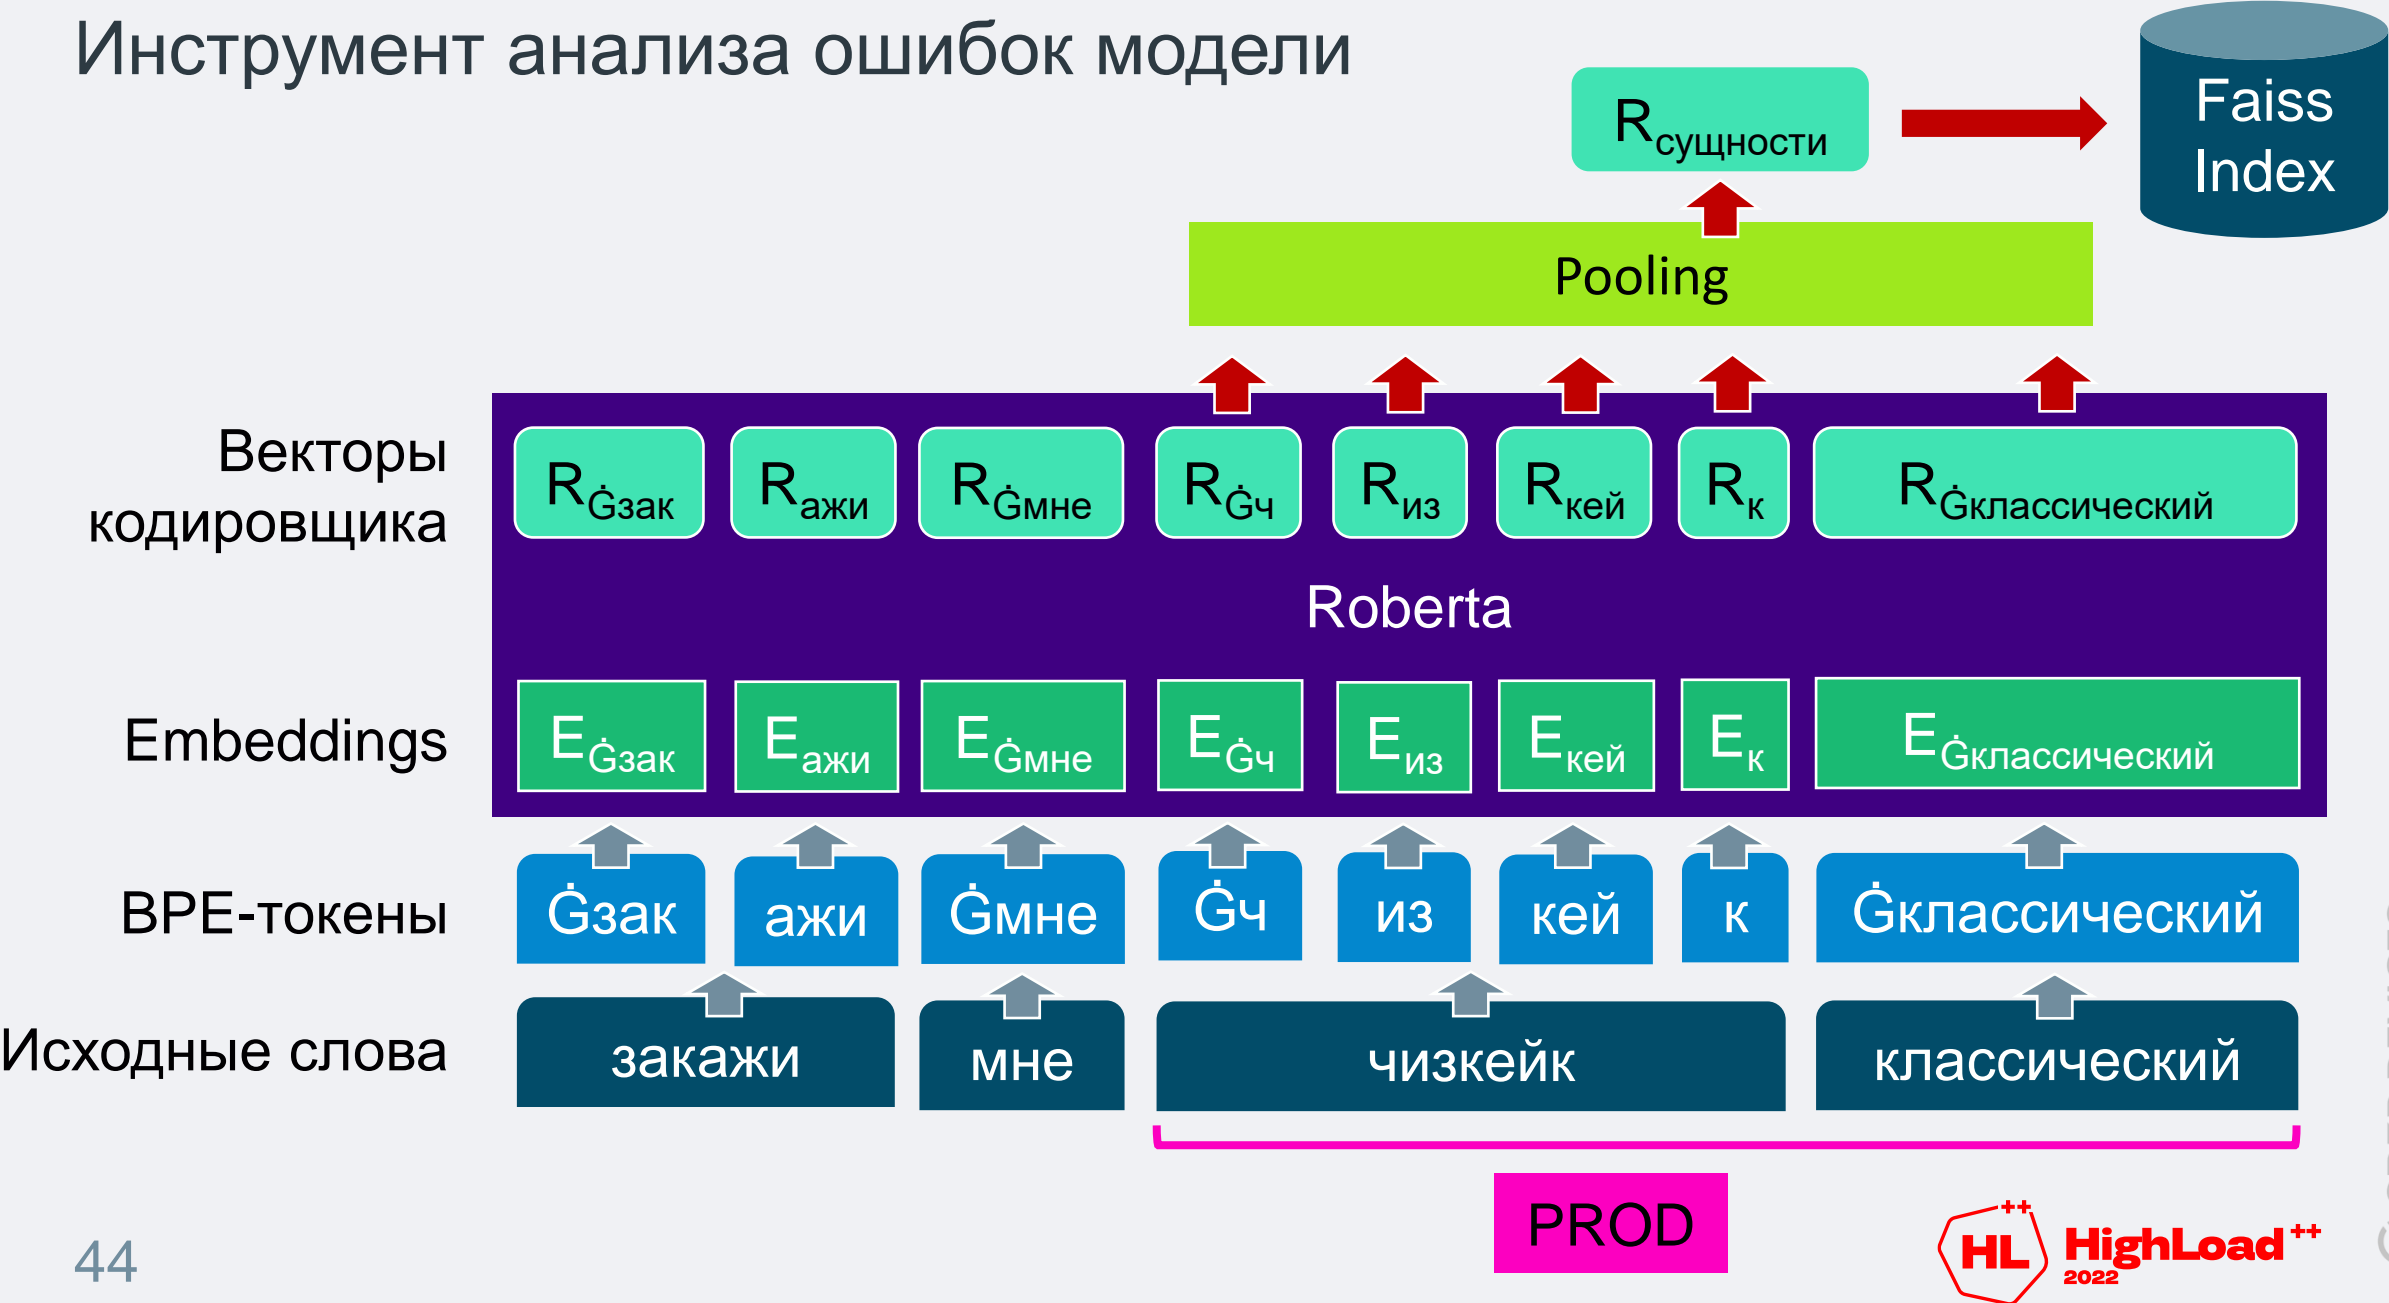 Инструмент анализа ошибок модели
Faiss
Index
Rсущности
Pooling
Векторы
кодировщика
RĠзак Rажи RĠмне RĠч Rиз Rкей Rк RĠклассический
Roberta
Embeddings
EĠзак Eажи EĠмне EĠч Eиз Eкей Eк EĠклассический
BPE-токены
Ġзак ажи Ġмне Ġч из кей к Ġклассический
Исходные слова
закажи мне чизкейк классический
PROD
44
++
HL
HighLoad++
2022